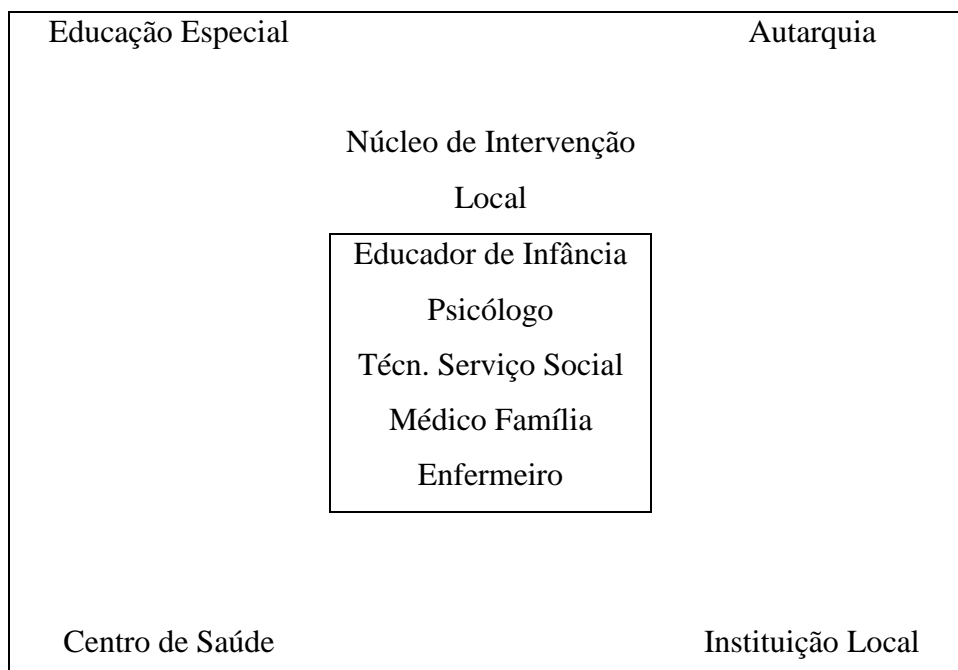 Educação Especial
Autarquia
Núcleo de Intervenção
Local
Educador de Infância
Psicólogo
Técn. Serviço Social
Médico Família
Enfermeiro
Centro de Saúde
Instituição Local